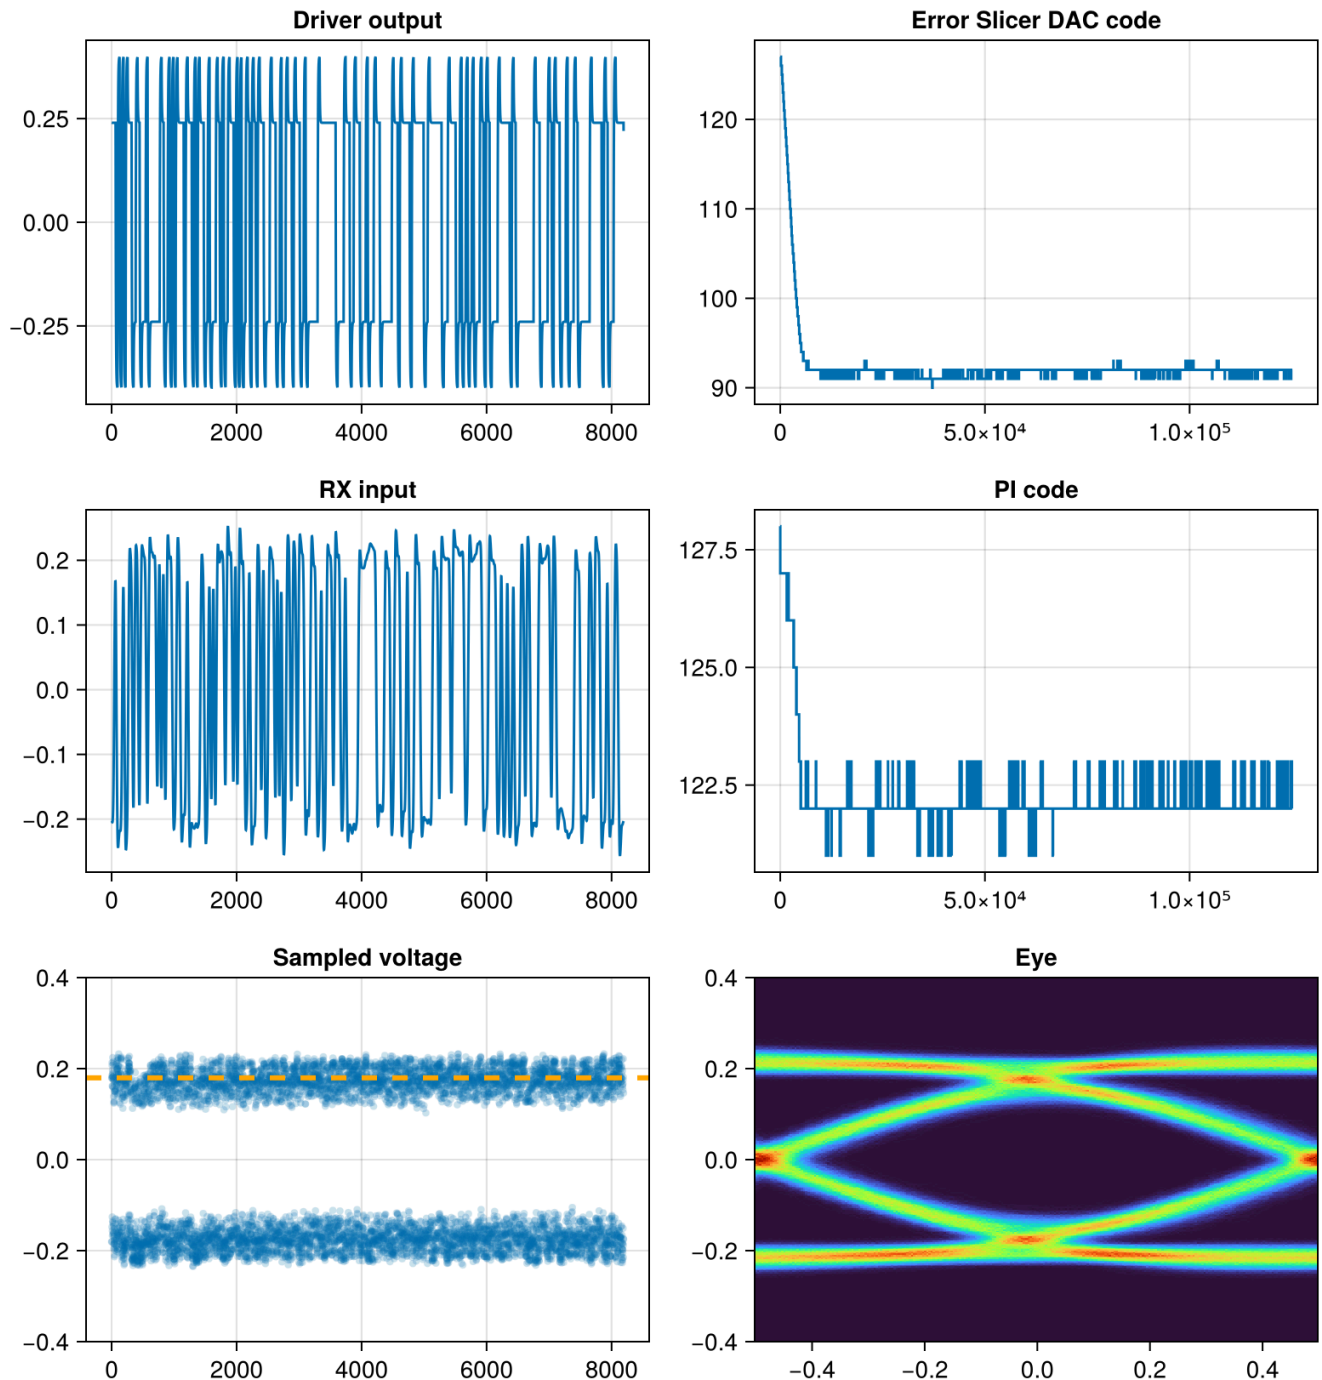 Driver output
0.25
0.00
−0.25
0 2000 4000 6000 8000
Error Slicer DAC code
120
110
100
90
0 5.0×10⁴ 1.0×10⁵
RX input
0.2
0.1
0.0
−0.1
−0.2
0 2000 4000 6000 8000
PI code
127.5
125.0
122.5
0 5.0×10⁴ 1.0×10⁵
Sampled voltage
0.4
0.2
0.0
−0.2
−0.4
0 2000 4000 6000 8000
Eye
0.4
0.2
0.0
−0.2
−0.4
−0.4 −0.2 0.0 0.2 0.4